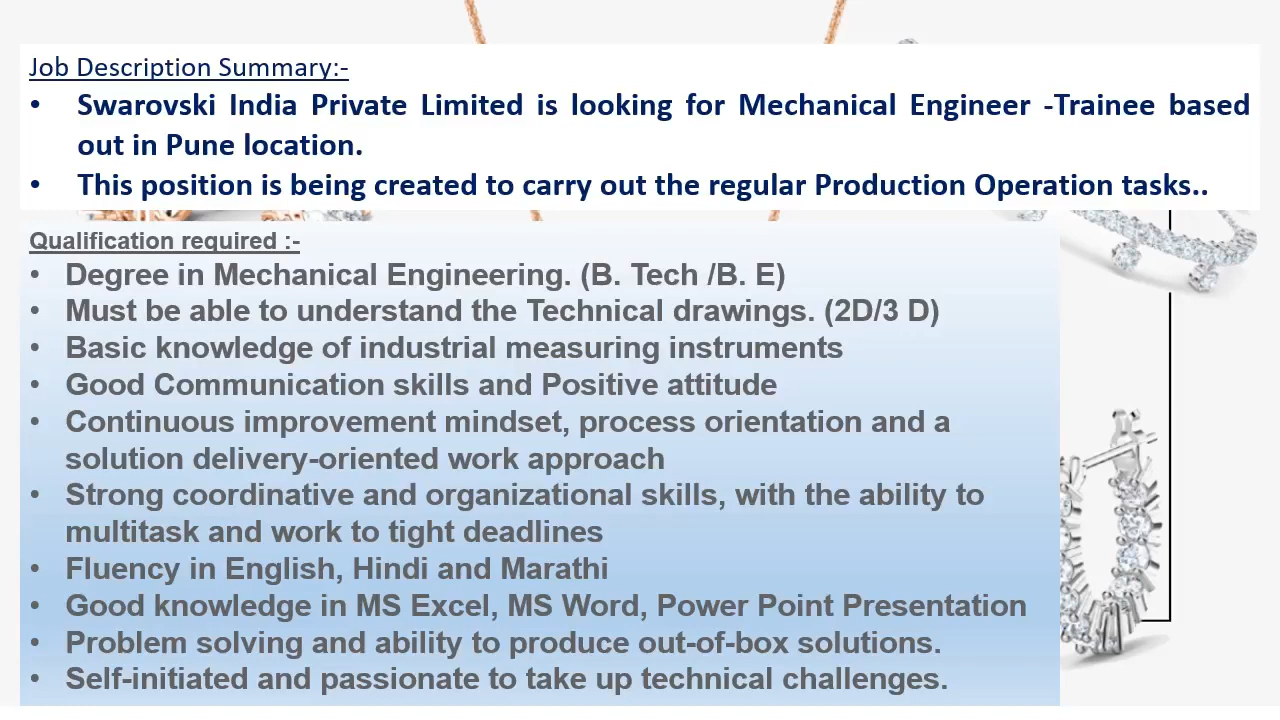 Job Description Summary:-
• Swarovski India Private Limited is looking for Mechanical Engineer -Trainee based
out in Pune location.
• This position is being created to carry out the regular Production Operation tasks..
Qualification required :-
• Degree in Mechanical Engineering. (B. Tech /B. E)
• Must be able to understand the Technical drawings. (2D/3 D)
• Basic knowledge of industrial measuring instruments
• Good Communication skills and Positive attitude
• Continuous improvement mindset, process orientation and a
solution delivery-oriented work approach
• Strong coordinative and organizational skills, with the ability to
multitask and work to tight deadlines
• Fluency in English, Hindi and Marathi
• Good knowledge in MS Excel, MS Word, Power Point Presentation
• Problem solving and ability to produce out-of-box solutions.
• Self-initiated and passionate to take up technical challenges.